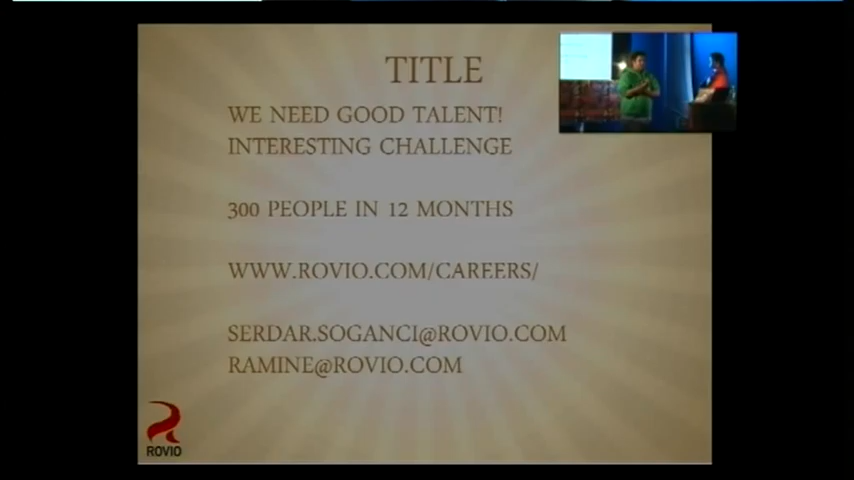 TITLE
WE NEED GOOD TALENT!
INTERESTING CHALLENGE
300 PEOPLE IN 12 MONTHS
WWW.ROVIO.COM/CAREERS/
SERDAR.SOGANCI@ROVIO.COM
RAMINE@ROVIO.COM
ROVIO